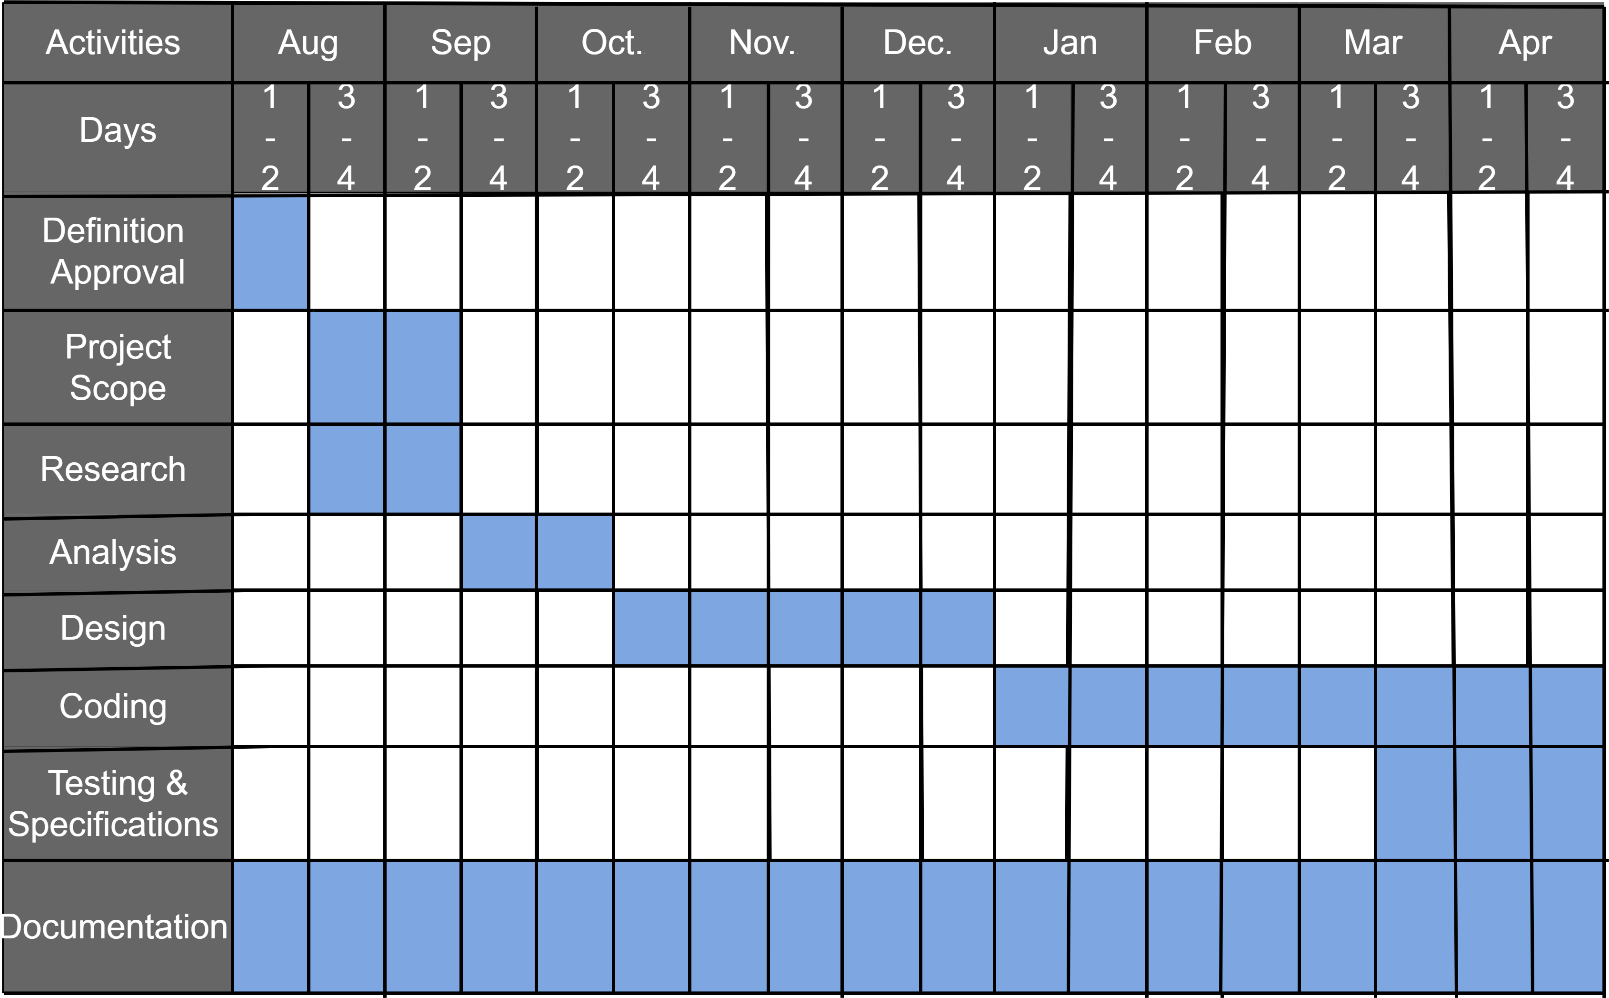 Activities Aug Sep Oct. Nov. Dec. Jan Feb Mar Apr
Days 1 3 1 3 1 3 1 3 1 3 1 3 1 3 1 3 1 3
- - - - - - - - - - - - - - - - - -
2 4 2 4 2 4 2 4 2 4 2 4 2 4 2 4 2 4
Definition
Approval
Project
Scope
Research
Analysis
Design
Coding
Testing &
Specifications
Documentation